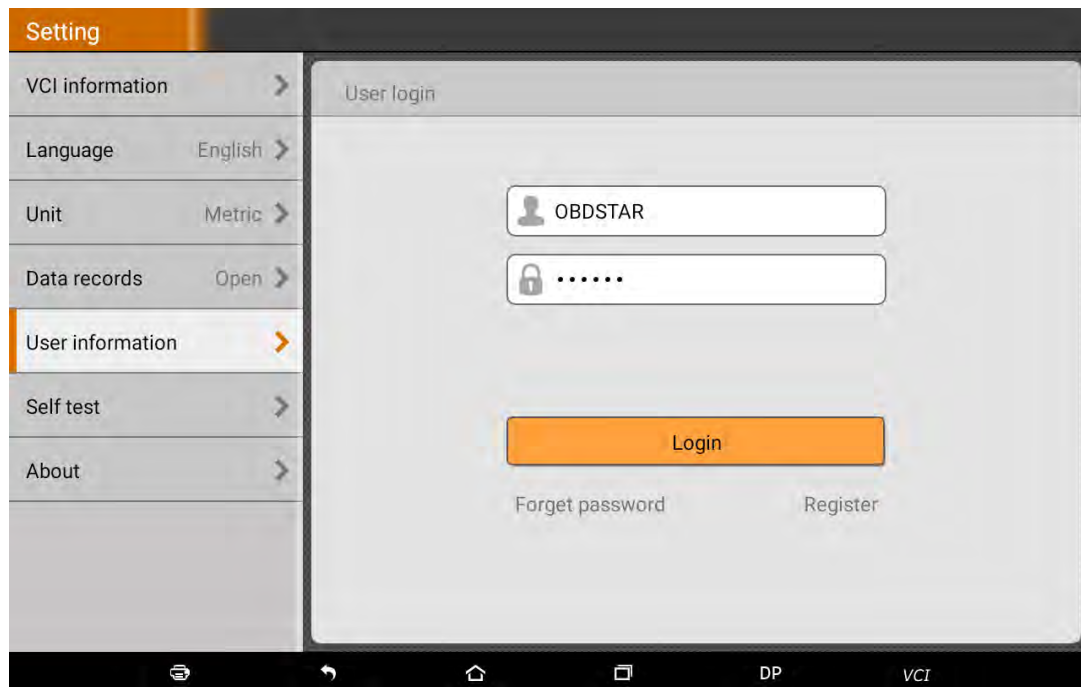 Setting
VCI information
Language English
Unit Metric
Data records Open
User information
Self test
About
User login
OBDSTAR
••••••
Login
Forget password Register
DP VCI